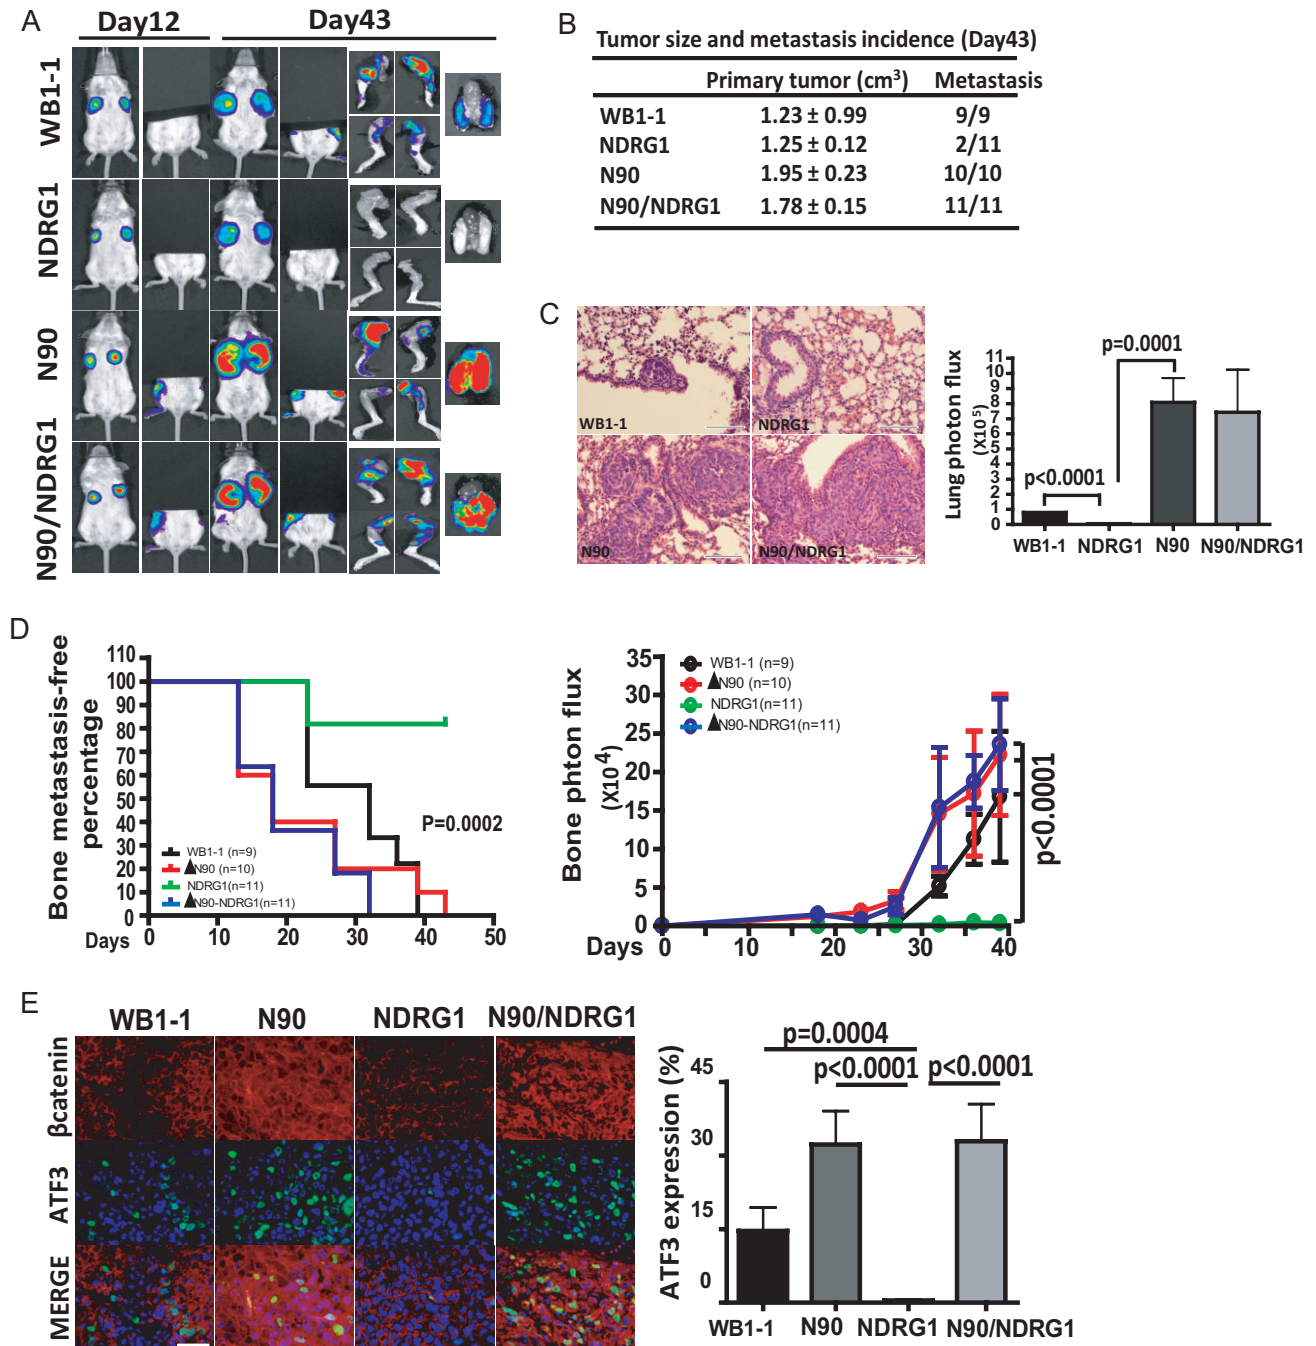 A
Day12
Day43
WB1-1
NDRG1
N90
N90/NDRG1
B
Tumor size and metastasis incidence (Day43)
Primary tumor (cm³) Metastasis
WB1-1 1.23 ± 0.99 9/9
NDRG1 1.25 ± 0.12 2/11
N90 1.95 ± 0.23 10/10
N90/NDRG1 1.78 ± 0.15 11/11
C
WB1-1
NDRG1
N90
N90/NDRG1
Lung photon flux
(X10⁵)
11
10
9
8
7
6
5
4
3
2
1
0
p<0.0001
p=0.0001
WB1-1 NDRG1 N90 N90/NDRG1
D
Bone metastasis-free
percentage
110
100
90
80
70
60
50
40
30
20
10
0
P=0.0002
WB1-1 (n=9)
▲N90 (n=10)
NDRG1(n=11)
▲N90-NDRG1(n=11)
Days 0 10 20 30 40 50
Bone phton flux
(X10⁴)
35
30
25
20
15
10
5
0
WB1-1 (n=9)
▲N90 (n=10)
NDRG1(n=11)
▲N90-NDRG1(n=11)
p<0.0001
Days 0 10 20 30 40
E
WB1-1 N90 NDRG1 N90/NDRG1
βcatenin
ATF3
MERGE
ATF3 expression (%)
45
30
15
0
p=0.0004
p<0.0001
p<0.0001
WB1-1 N90 NDRG1 N90/NDRG1